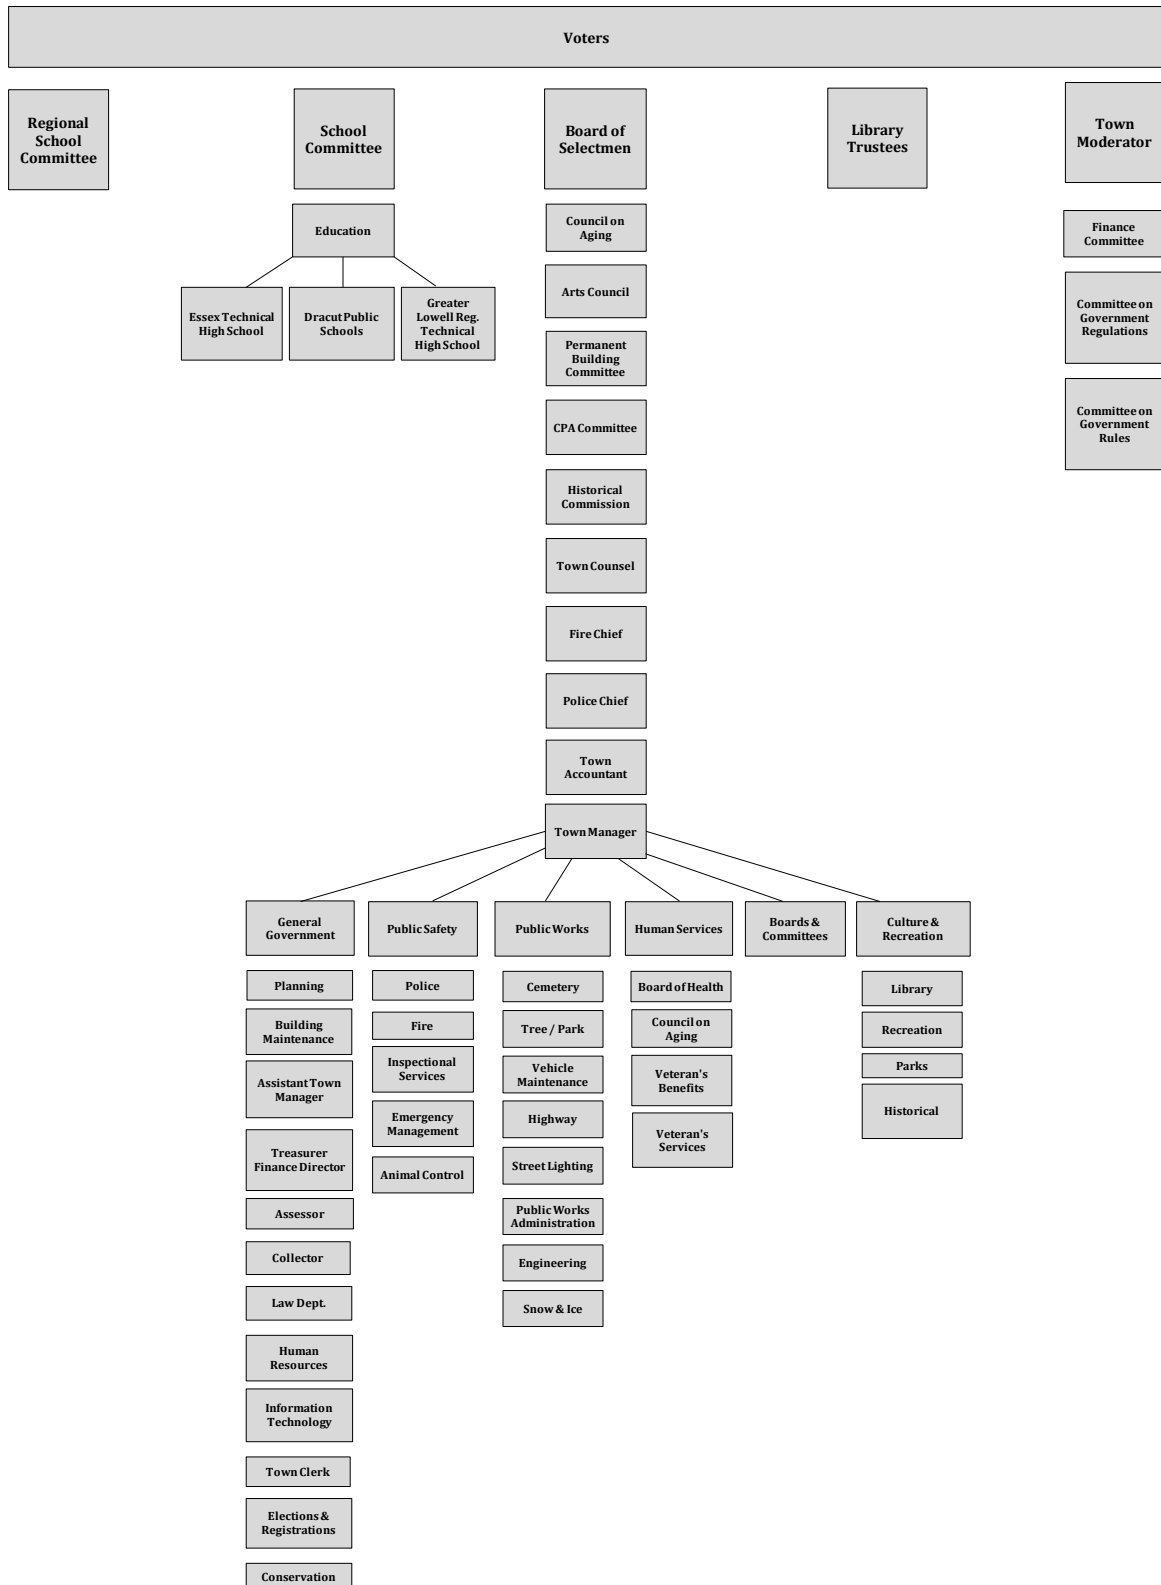 Voters
Regional
School
Committee
School
Committee
Board of
Selectmen
Library
Trustees
Town
Moderator
Education
Essex Technical
High School
Dracut Public
Schools
Greater
Lowell Reg.
Technical
High School
Council on
Aging
Arts Council
Permanent
Building
Committee
CPA Committee
Historical
Commission
Town Counsel
Fire Chief
Police Chief
Town
Accountant
Town Manager
Finance
Committee
Committee on
Government
Regulations
Committee on
Government
Rules
General
Government
Planning
Building
Maintenance
Assistant Town
Manager
Treasurer
Finance Director
Assessor
Collector
Law Dept.
Human
Resources
Information
Technology
Town Clerk
Elections &
Registrations
Conservation
Public Safety
Police
Fire
Inspectional
Services
Emergency
Management
Animal Control
Public Works
Cemetery
Tree / Park
Vehicle
Maintenance
Highway
Street Lighting
Public Works
Administration
Engineering
Snow & Ice
Human Services
Board of Health
Council on
Aging
Veteran's
Benefits
Veteran's
Services
Boards &
Committees
Culture &
Recreation
Library
Recreation
Parks
Historical